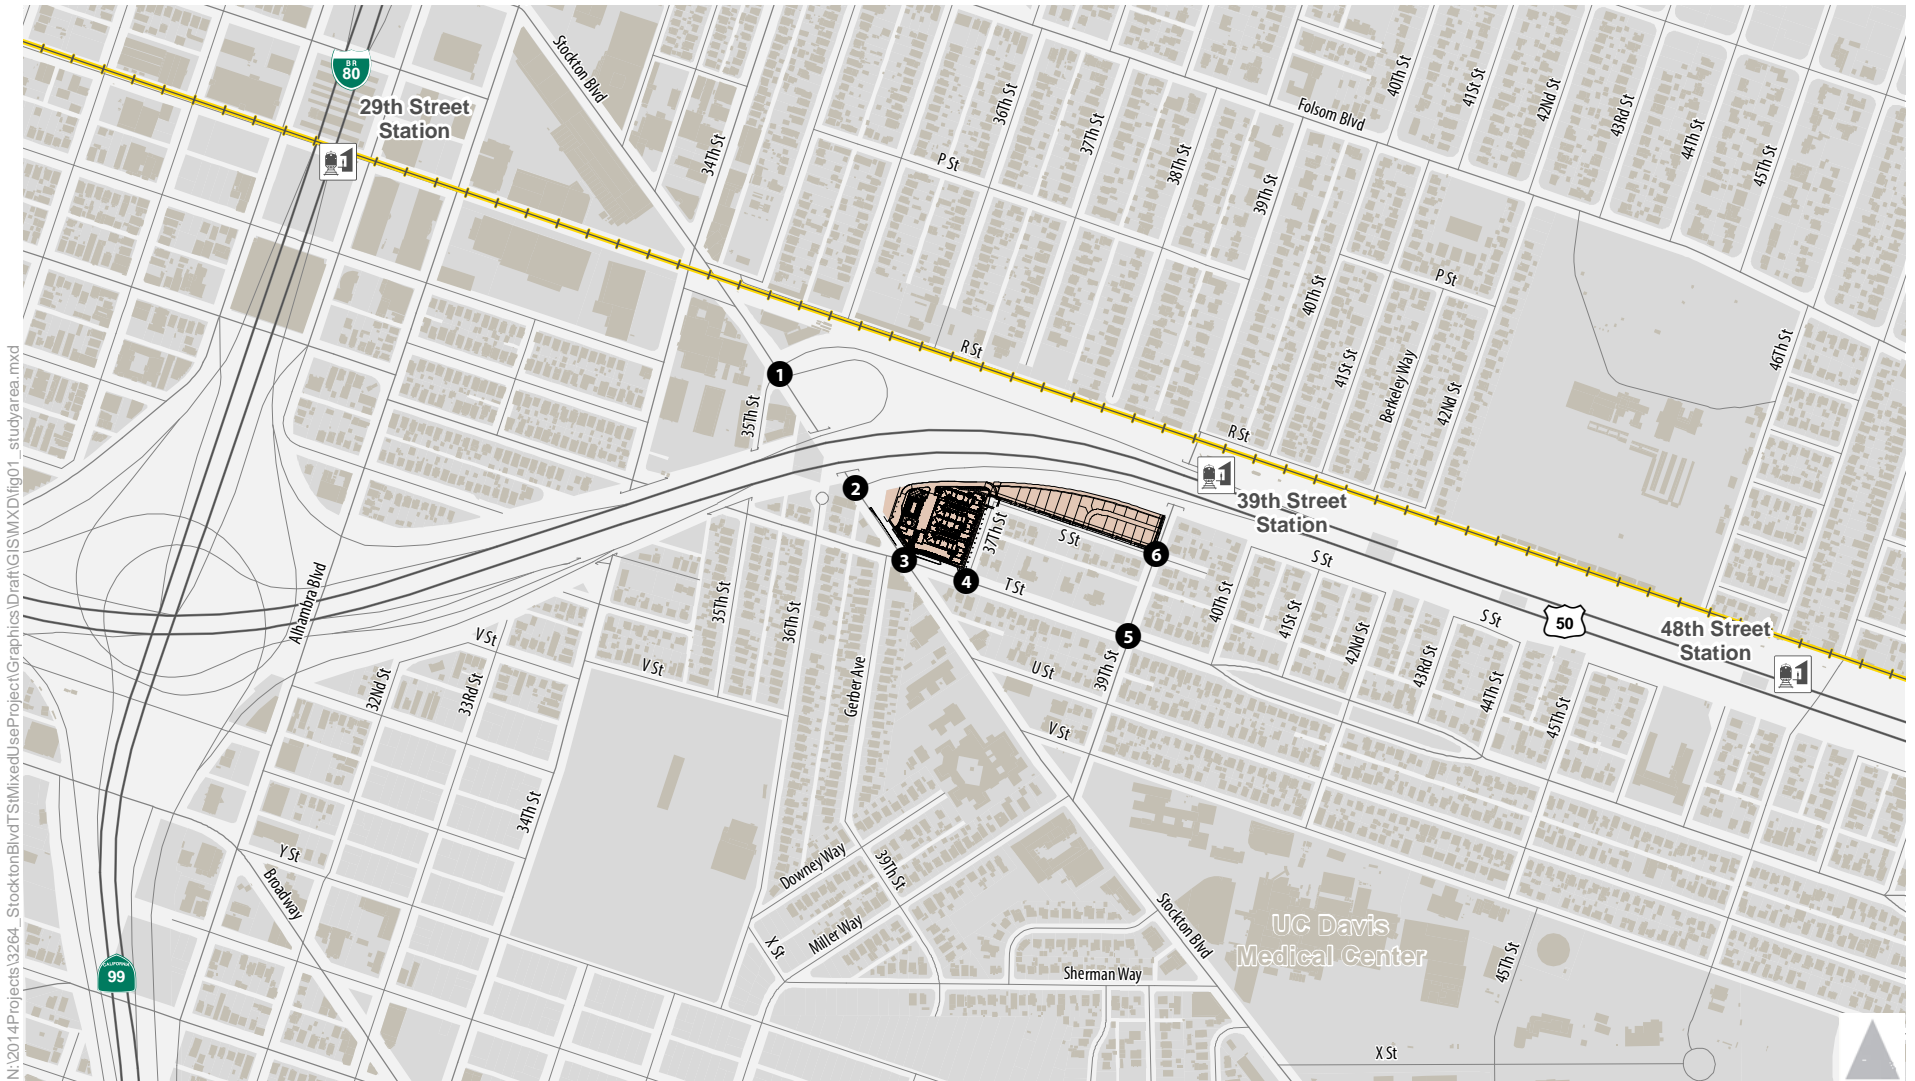 BR
80
29th Street
Station
1
Stockton Blvd
34Th St
36Th St
37Th St
38Th St
39Th St
P St
Folsom Blvd
40Th St
41St St
42Nd St
43Rd St
44Th St
45Th St
P St
40Th St
41St St
Berkeley Way
42Nd St
46Th St
R St
R St
1
35Th St
1
39th Street
Station
2
3
4
5
6
37Th St
S St
T St
S St
S St
50
48th Street
Station
1
Alhambra Blvd
35Th St
36Th St
V St
V St
32Nd St
33Rd St
Gerber Ave
U St
V St
39Th St
40Th St
41St St
42Nd St
43Rd St
44Th St
45Th St
34Th St
Y St
Broadway
Downey Way
39Th St
Miller Way
X St
Stockton Blvd
UC Davis
Medical Center
Sherman Way
45Th St
X St
CALIFORNIA
99
N:\2014Projects\3264_StocktonBlvdTStMixedUseProject\Graphics\Draft\GIS\MXD\fig01_studyarea.mxd